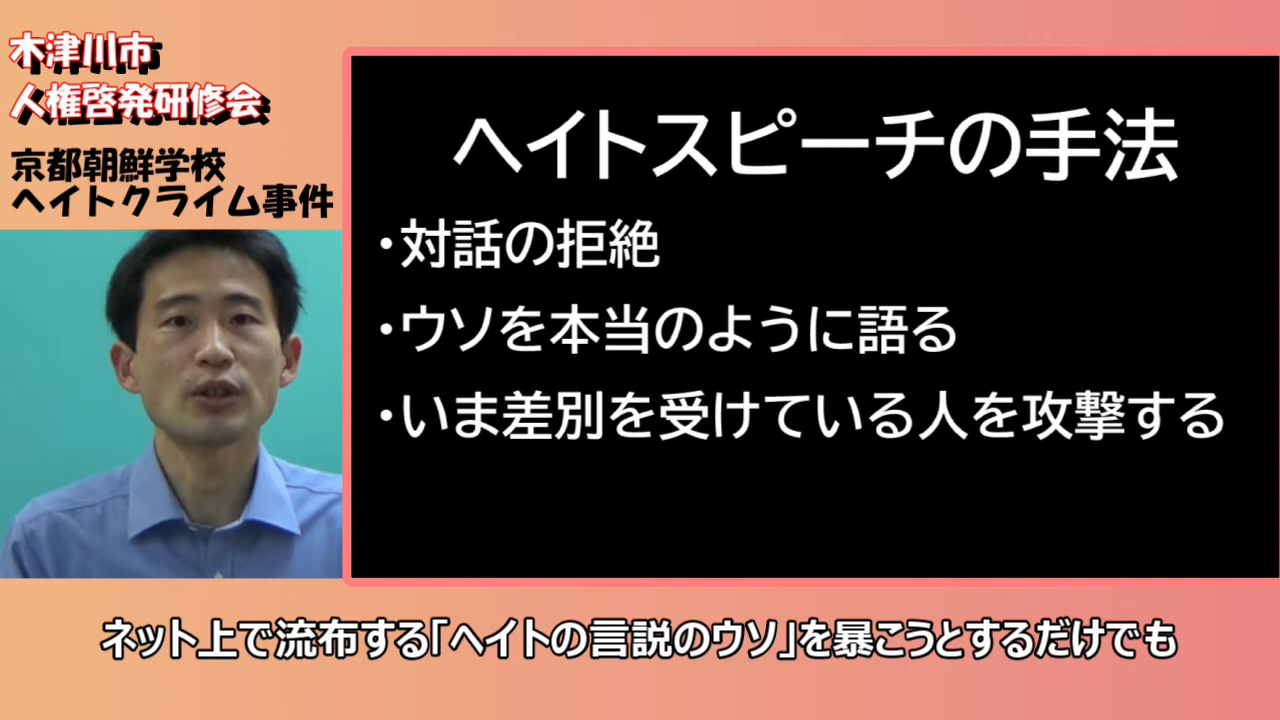 木津川市
人権啓発研修会
京都朝鮮学校
ヘイトクライム事件
ヘイトスピーチの手法
・対話の拒絶
・ウソを本当のように語る
・いま差別を受けている人を攻撃する
ネット上で流布する「ヘイトの言説のウソ」を暴こうとするだけでも